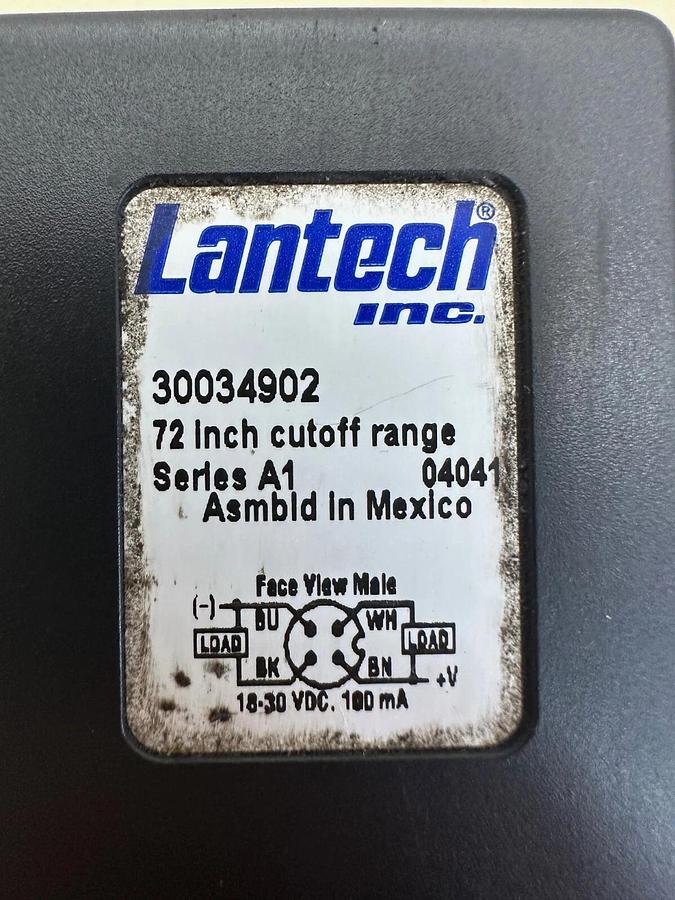 Lantech®
inc.
30034902
72 Inch cutoff range
Series A1 04041
Asmbld in Mexico
Face View Male
(-) BU WH
LOAD LOAD
BK BN +V
18-30 VDC. 100 mA